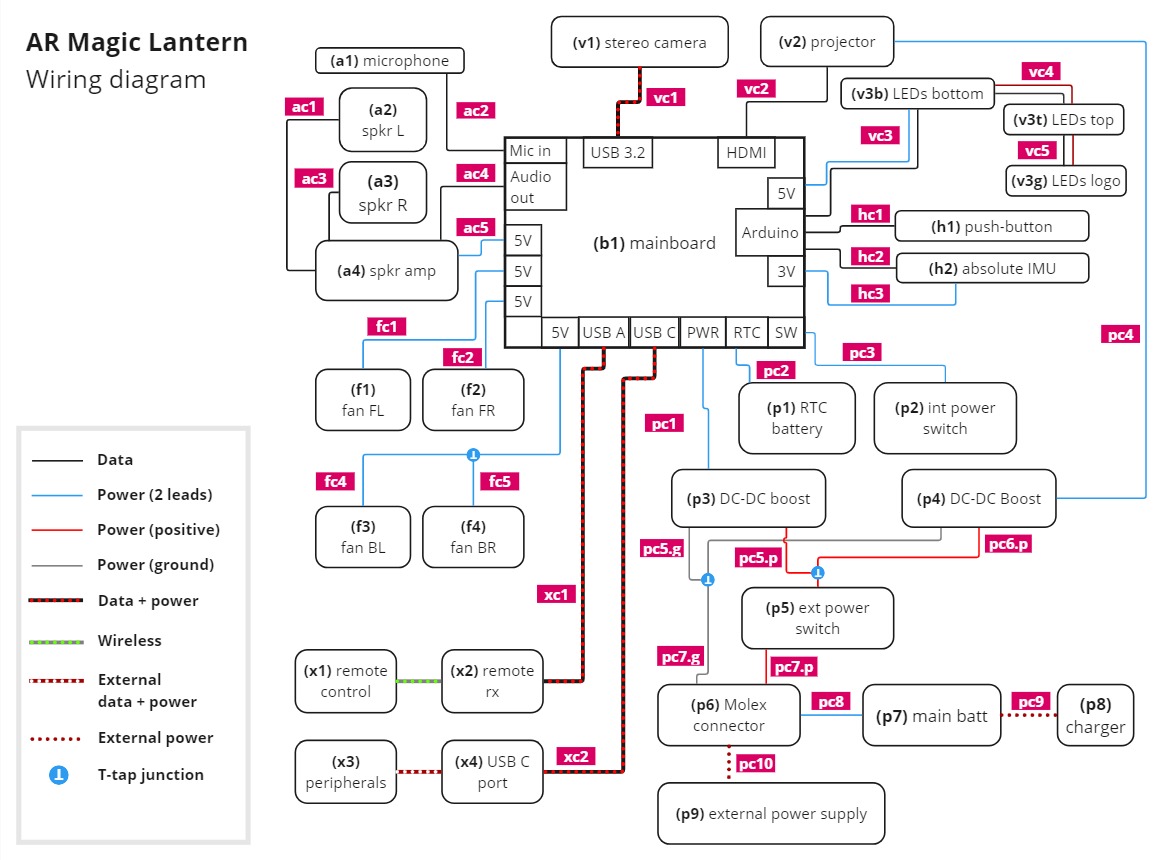 AR Magic Lantern
Wiring diagram
(a1) microphone
(v1) stereo camera
(v2) projector
ac1
(a2)
spkr L
ac2
vc1
vc2
vc4
(v3b) LEDs bottom
(v3t) LEDs top
vc3
vc5
(v3g) LEDs logo
Mic in
USB 3.2
HDMI
ac3
(a3)
spkr R
ac4
Audio
out
5V
ac5
5V
(a4) spkr amp
5V
5V
(b1) mainboard
Arduino
3V
hc1
(h1) push-button
hc2
(h2) absolute IMU
hc3
fc1
fc2
5V
USB A
USB C
PWR
RTC
SW
pc4
pc3
pc2
(f1)
fan FL
(f2)
fan FR
pc1
(p1) RTC
battery
(p2) int power
switch
fc4
fc5
(f3)
fan BL
(f4)
fan BR
(p3) DC-DC boost
(p4) DC-DC Boost
pc5.g
pc5.p
pc6.p
xc1
(p5) ext power
switch
pc7.g
pc7.p
(x1) remote
control
(x2) remote
rx
(p6) Molex
connector
pc8
(p7) main batt
pc9
(p8)
charger
(x3)
peripherals
(x4) USB C
port
xc2
pc10
(p9) external power supply
Data
Power (2 leads)
Power (positive)
Power (ground)
Data + power
Wireless
External
data + power
External power
T-tap junction